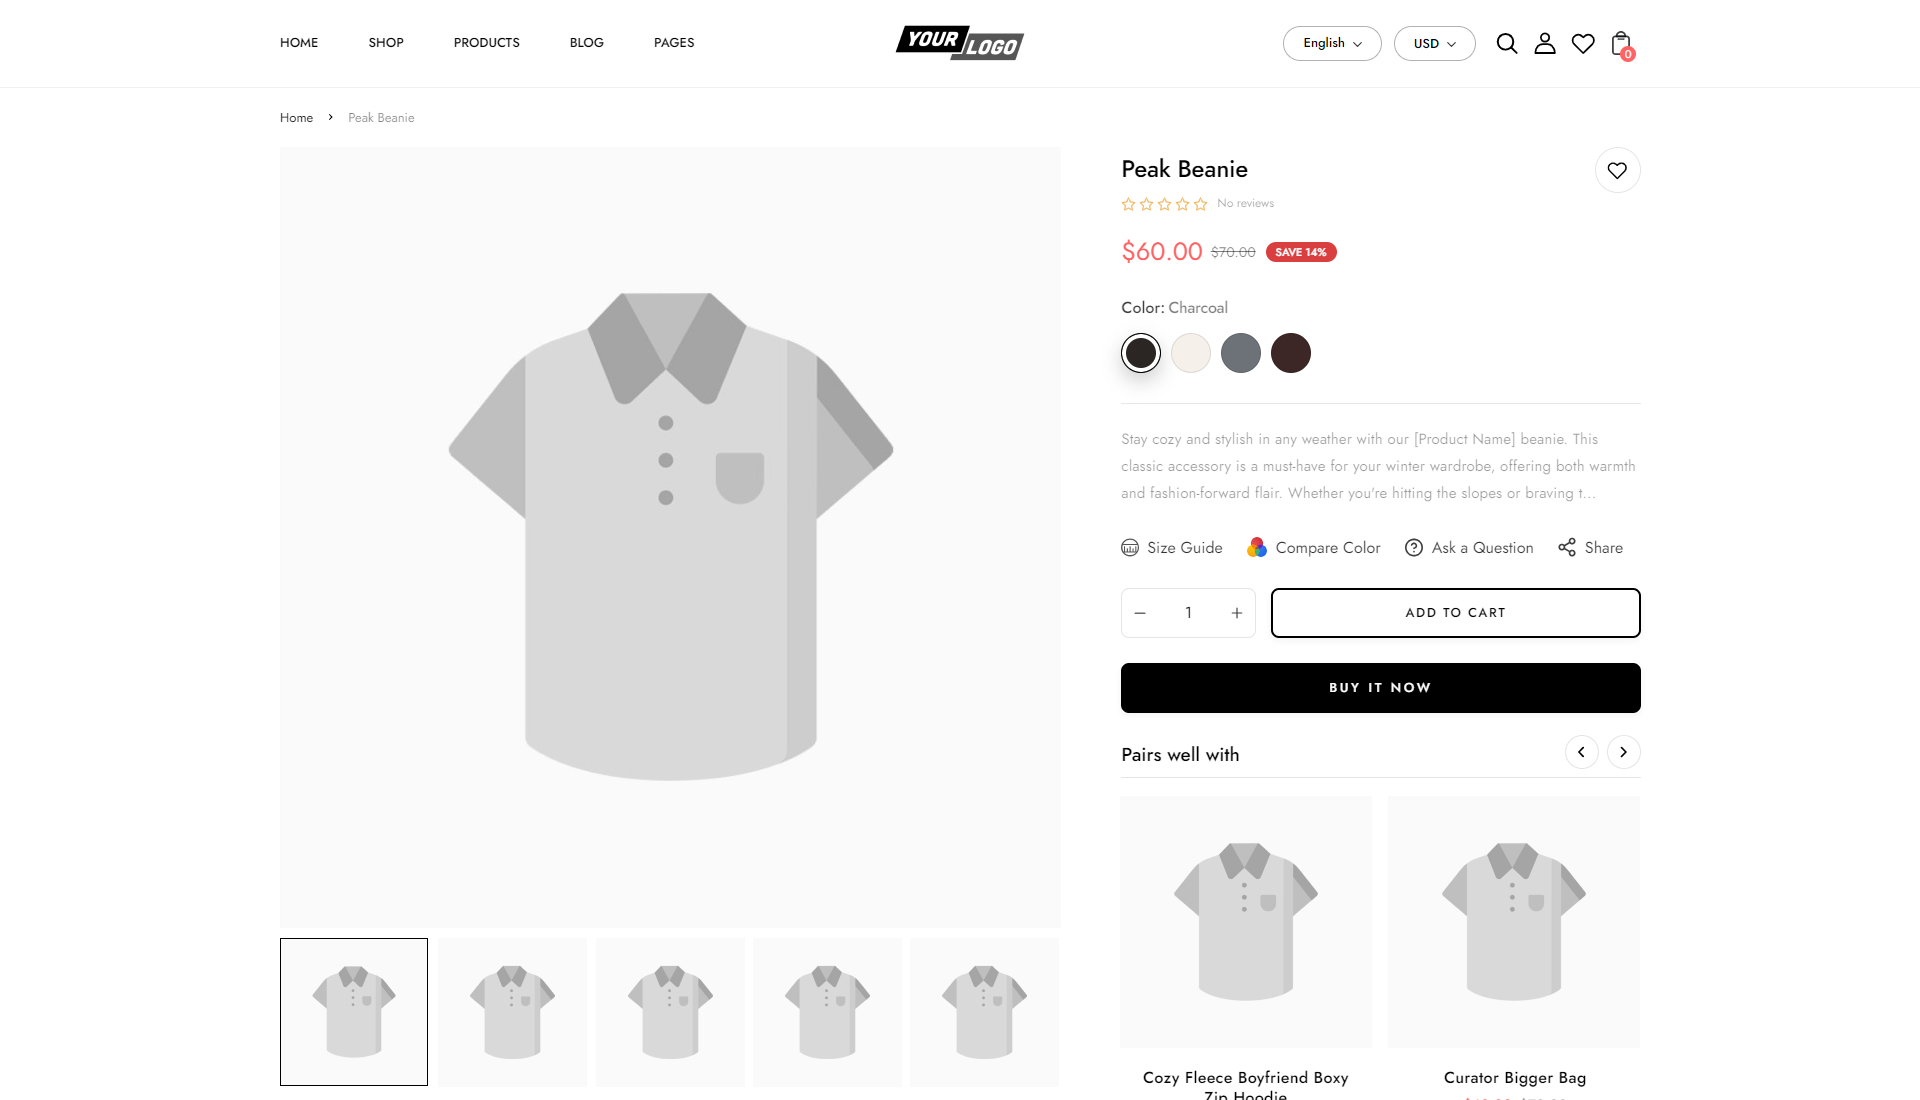 HOME SHOP PRODUCTS BLOG PAGES
YOUR LOGO
English USD
0
Home > Peak Beanie
Peak Beanie
No reviews
$60.00 $70.00 SAVE 14%
Color: Charcoal
Stay cozy and stylish in any weather with our [Product Name] beanie. This
classic accessory is a must-have for your winter wardrobe, offering both warmth
and fashion-forward flair. Whether you're hitting the slopes or braving t...
Size Guide Compare Color Ask a Question Share
1 ADD TO CART
BUY IT NOW
Pairs well with
Cozy Fleece Boyfriend Boxy
Zip Hoodie
Curator Bigger Bag